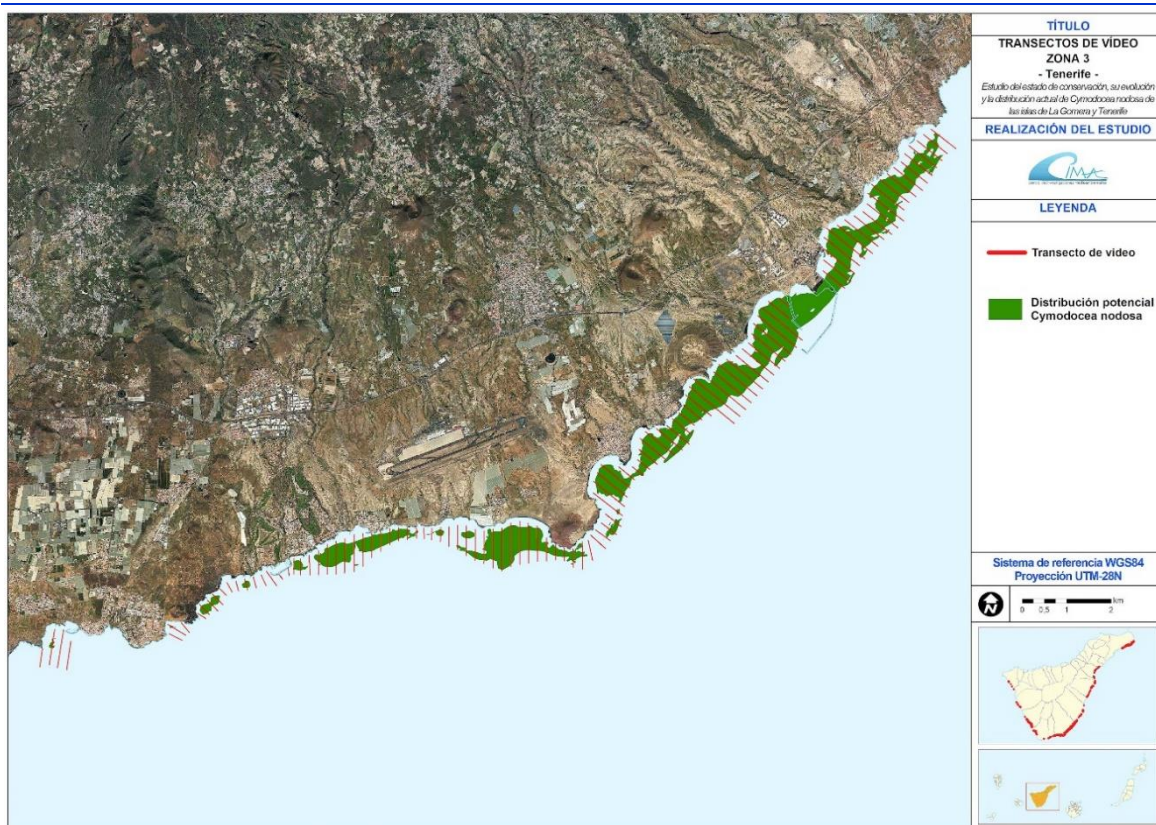 TÍTULO
TRANSECTOS DE VÍDEO
ZONA 3
- Tenerife -
Estudio del estado de conservación, su evolución
y la distribución actual de Cymodocea nodosa de
las islas de La Gomera y Tenerife
REALIZACIÓN DEL ESTUDIO
CIMA
LEYENDA
Transecto de vídeo
Distribución potencial
Cymodocea nodosa
Sistema de referencia WGS84
Proyección UTM-28N
N
km
0 0,5 1 2